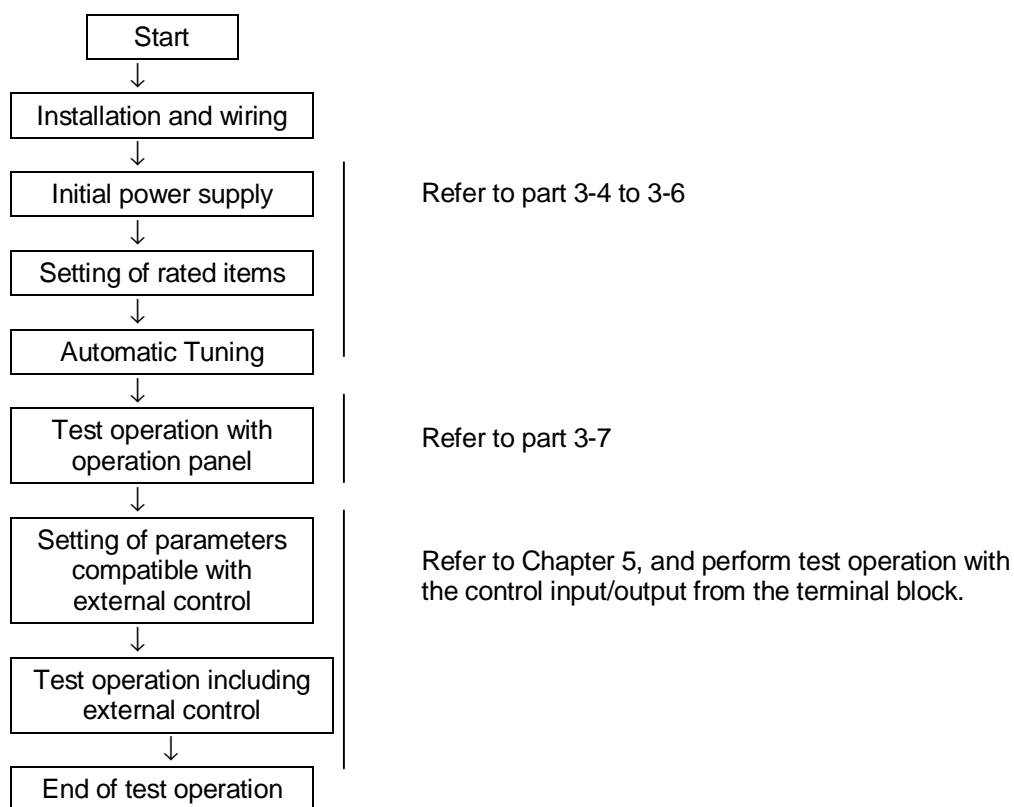 Start
Installation and wiring
Initial power supply
Refer to part 3-4 to 3-6
Setting of rated items
Automatic Tuning
Test operation with
operation panel
Refer to part 3-7
Setting of parameters
compatible with
external control
Refer to Chapter 5, and perform test operation with
the control input/output from the terminal block.
Test operation including
external control
End of test operation